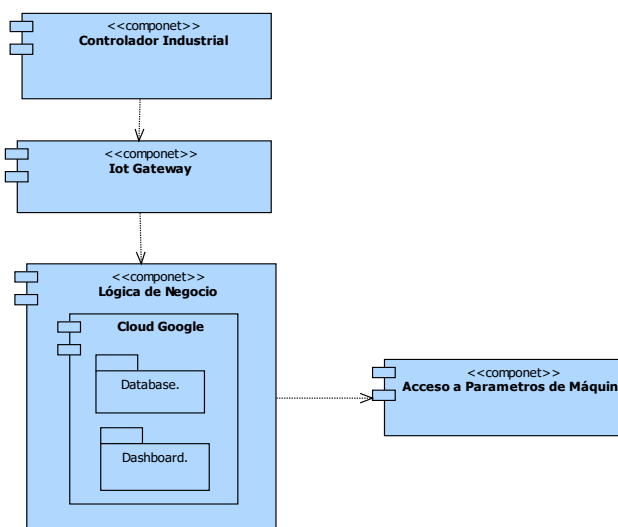 <<componet>>
Controlador Industrial
<<componet>>
Iot Gateway
<<componet>>
Lógica de Negocio
Cloud Google
Database.
Dashboard.
<<componet>>
Acceso a Parametros de Máquin